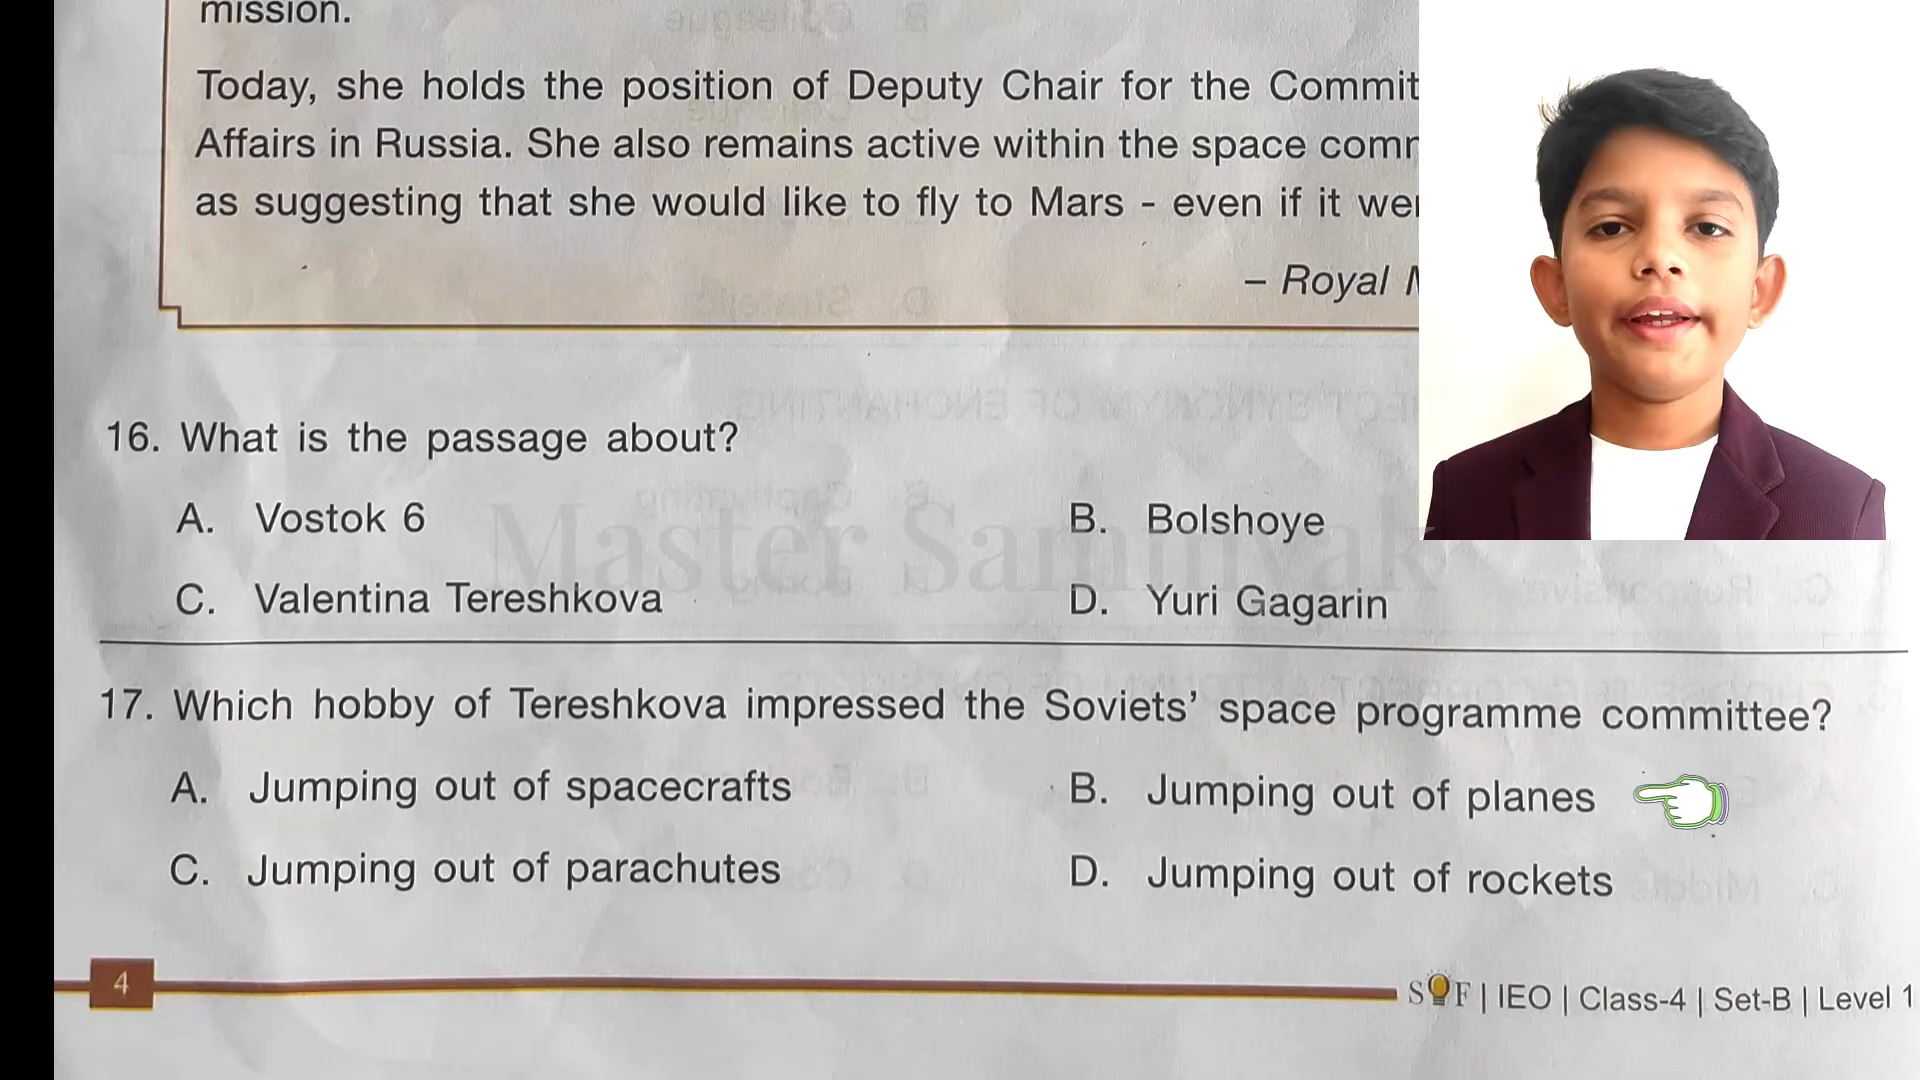 mission.
Today, she holds the position of Deputy Chair for the Commit
Affairs in Russia. She also remains active within the space com
as suggesting that she would like to fly to Mars - even if it we
– Royal
16. What is the passage about?
A. Vostok 6
B. Bolshoye
C. Valentina Tereshkova
D. Yuri Gagarin
17. Which hobby of Tereshkova impressed the Soviets' space programme committee?
A. Jumping out of spacecrafts
B. Jumping out of planes
C. Jumping out of parachutes
D. Jumping out of rockets
4
SOF | IEO | Class-4 | Set-B | Level 1
Master